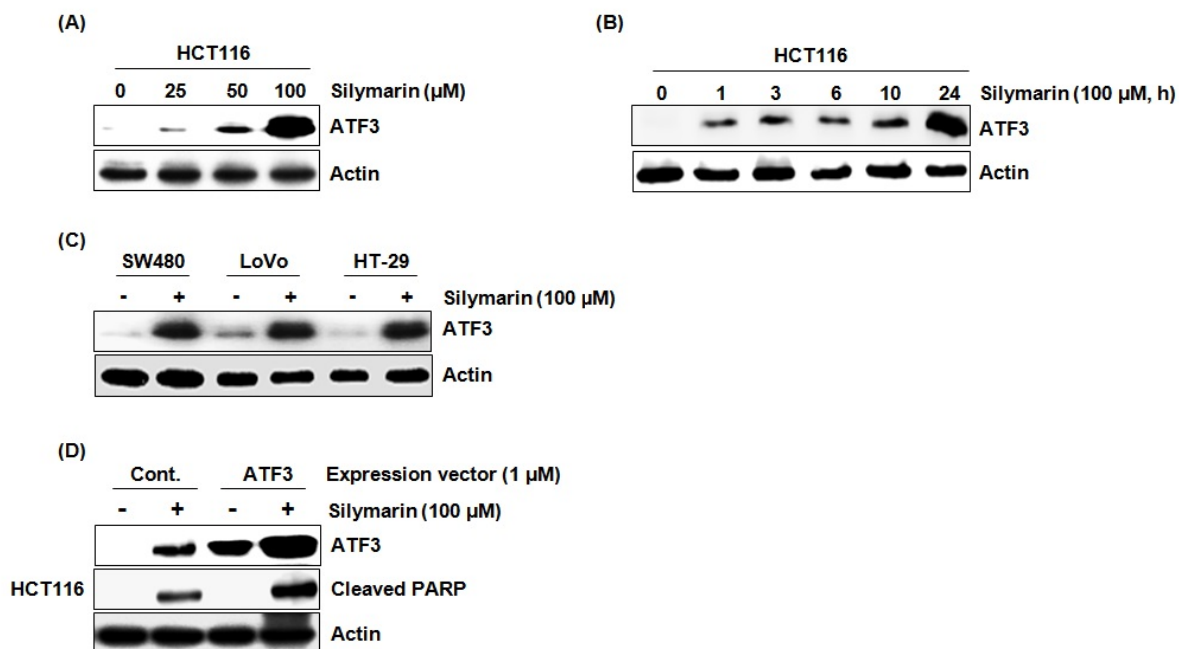 (A)
HCT116
0 25 50 100 Silymarin (µM)
ATF3
Actin
(B)
HCT116
0 1 3 6 10 24 Silymarin (100 µM, h)
ATF3
Actin
(C)
SW480 LoVo HT-29
- + - + - + Silymarin (100 µM)
ATF3
Actin
(D)
Cont. ATF3 Expression vector (1 µM)
- + - + Silymarin (100 µM)
ATF3
HCT116 Cleaved PARP
Actin